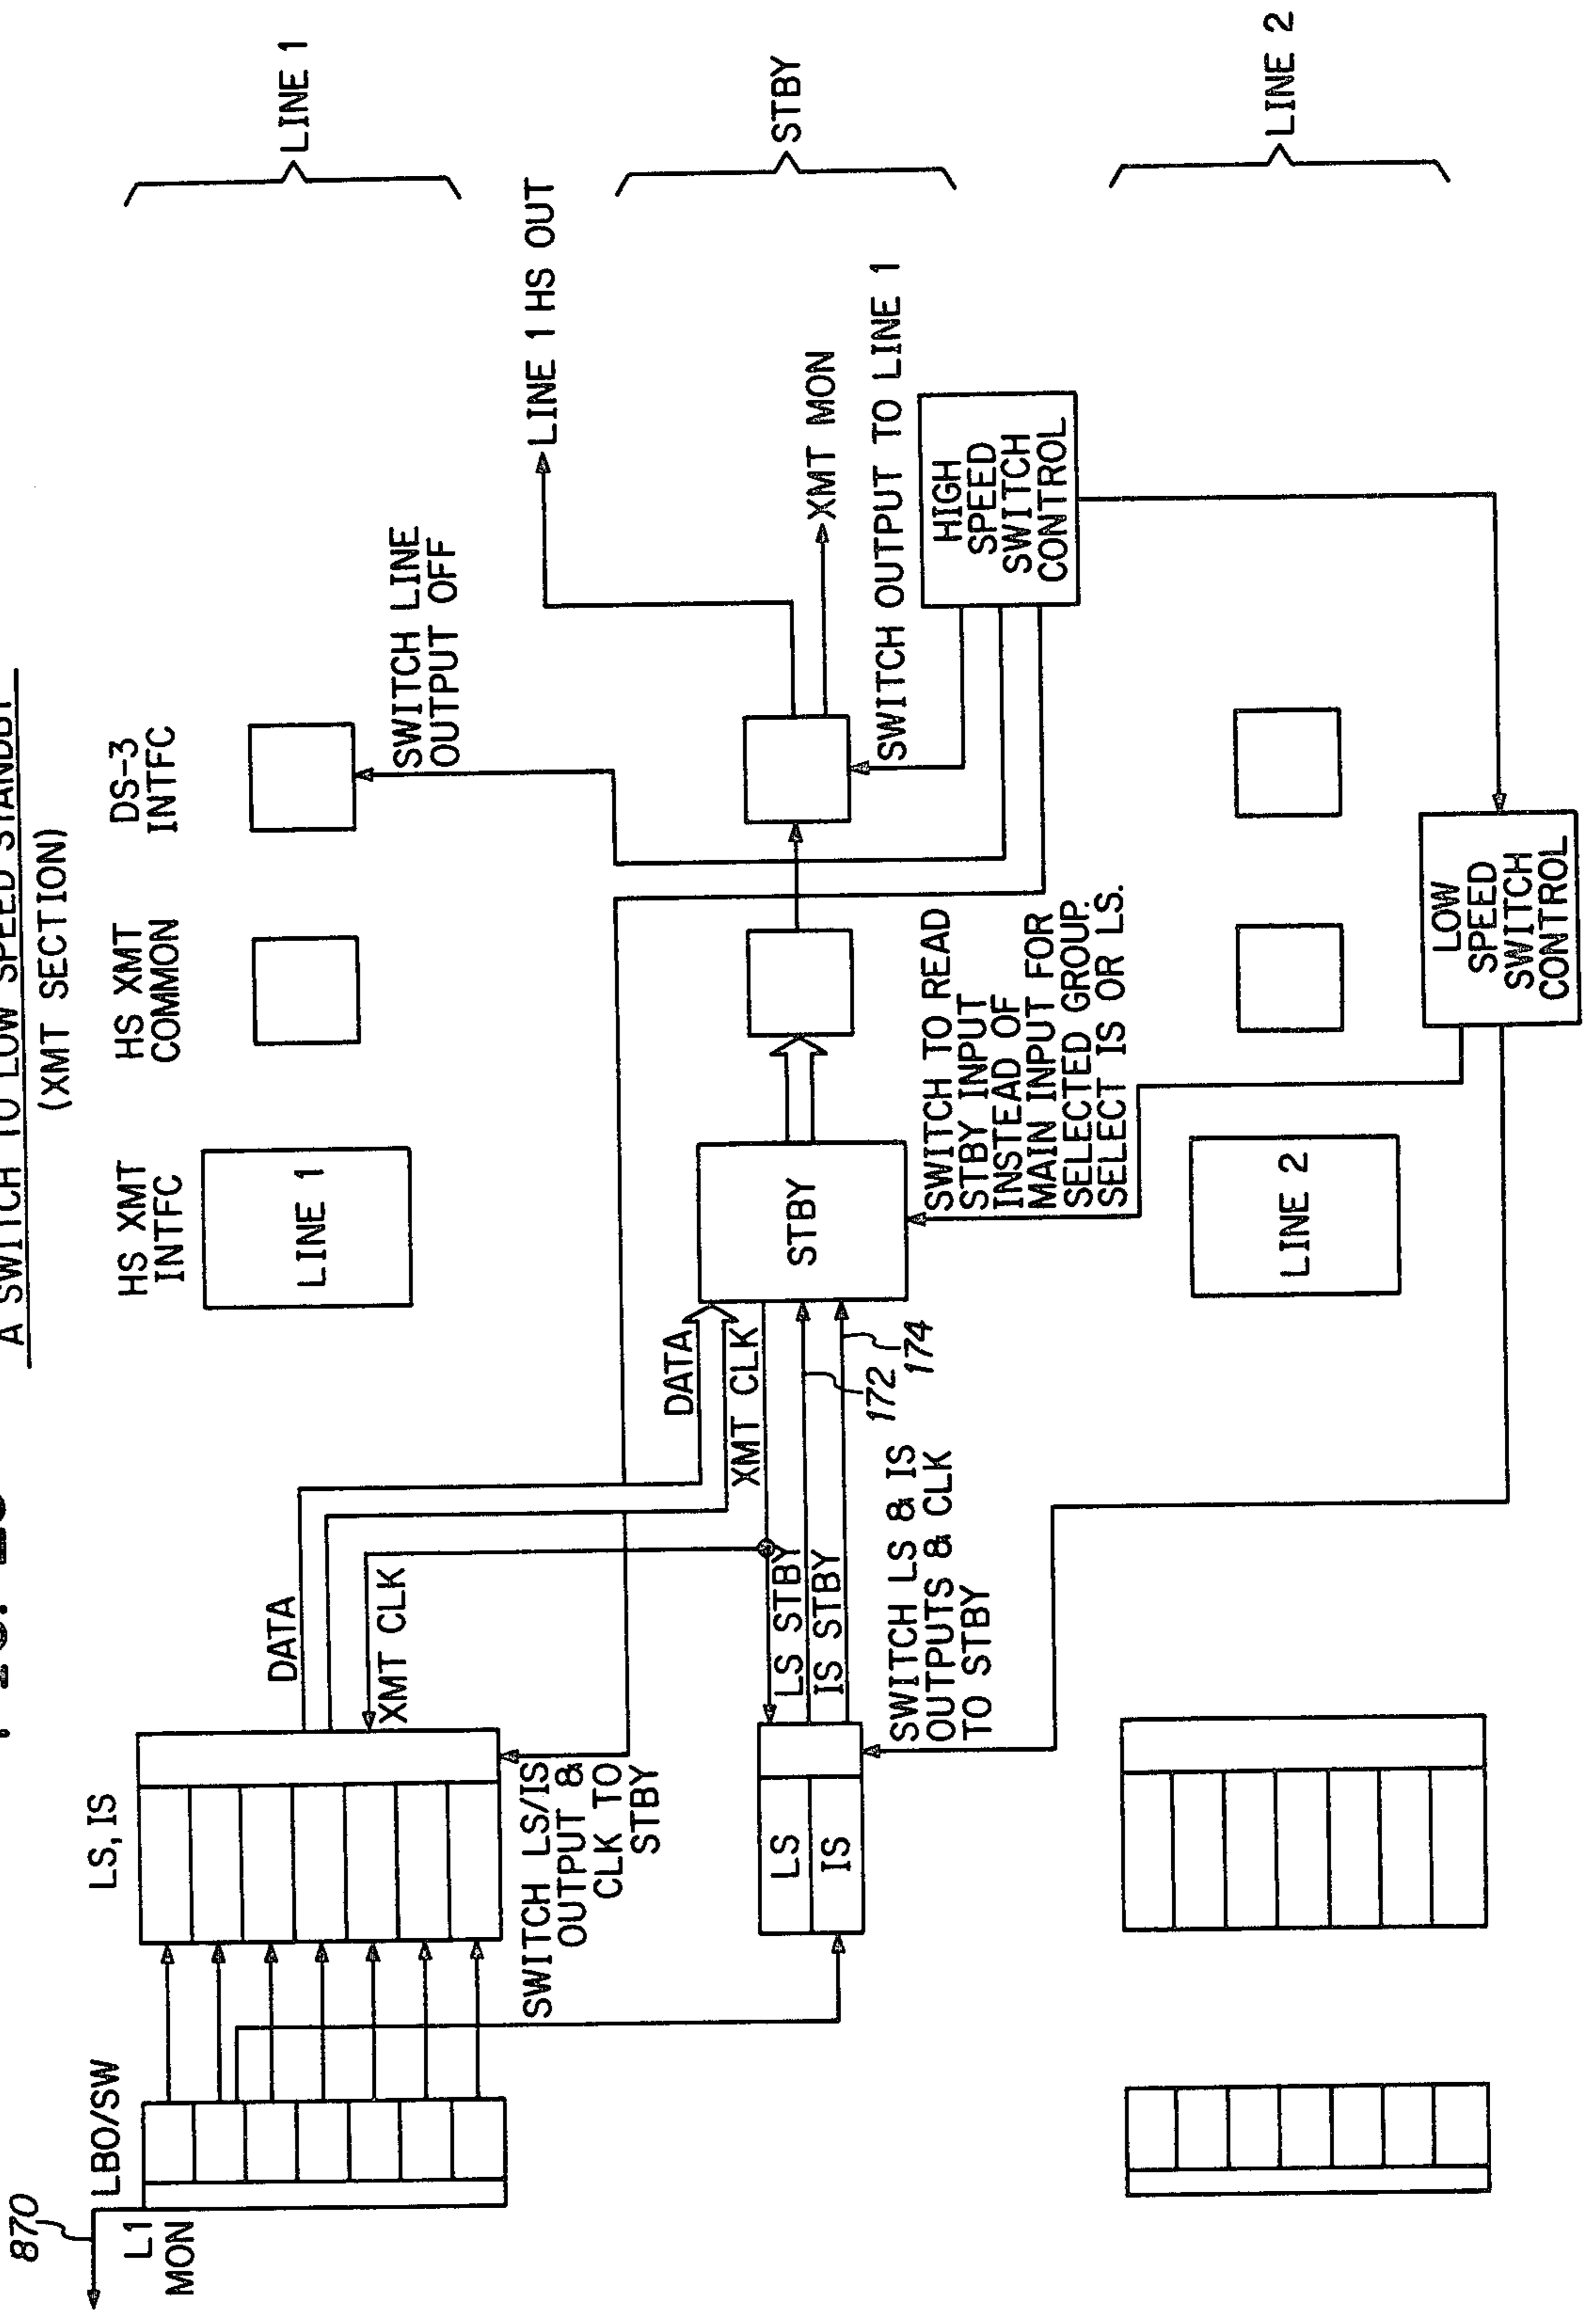 A SWITCH TO LOW SPEED STANDBY
(XMT SECTION)
870
L1
MON
LBO/SW
LS, IS
HS XMT
INTFC
HS XMT
COMMON
DS-3
INTFC
LINE 1
DATA
XMT CLK
SWITCH LS/IS
OUTPUT &
CLK TO
STBY
LINE 1
SWITCH LINE
OUTPUT OFF
LINE 1 HS OUT
DATA
XMT CLK
LS STBY
IS STBY
172
174
LS
IS
STBY
XMT MON
STBY
SWITCH OUTPUT TO LINE 1
HIGH
SPEED
SWITCH
CONTROL
SWITCH LS & IS
OUTPUTS & CLK
TO STBY
SWITCH TO READ
STBY INPUT
INSTEAD OF
MAIN INPUT FOR
SELECTED GROUP.
SELECT IS OR LS.
LINE 2
LINE 2
LOW
SPEED
SWITCH
CONTROL